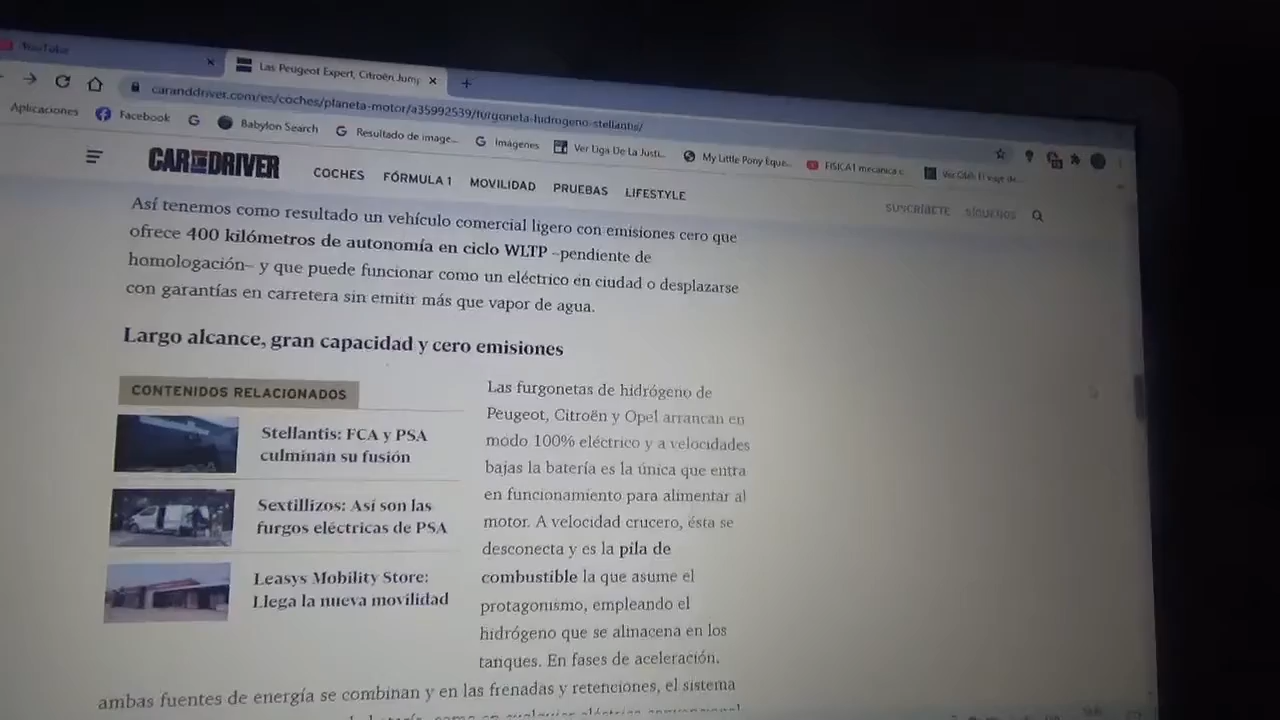 YouTube
Las Peugeot Expert, Citroën Jump
caranddriver.com/es/coches/planeta-motor/a35992539/furgoneta-hidrogeno-stellantis/
Aplicaciones Facebook Babylon Search Resultado de image... Imágenes Ver Liga De La Justi... My Little Pony Eque... FISICA1 mecanica c...
CAR AND DRIVER COCHES FÓRMULA 1 MOVILIDAD PRUEBAS LIFESTYLE SUSCRÍBETE SÍGUENOS
Así tenemos como resultado un vehículo comercial ligero con emisiones cero que
ofrece 400 kilómetros de autonomía en ciclo WLTP –pendiente de
homologación– y que puede funcionar como un eléctrico en ciudad o desplazarse
con garantías en carretera sin emitir más que vapor de agua.
Largo alcance, gran capacidad y cero emisiones
CONTENIDOS RELACIONADOS
Stellantis: FCA y PSA
culminan su fusión
Sextillizos: Así son las
furgos eléctricas de PSA
Leasys Mobility Store:
Llega la nueva movilidad
Las furgonetas de hidrógeno de
Peugeot, Citroën y Opel arrancan en
modo 100% eléctrico y a velocidades
bajas la batería es la única que entra
en funcionamiento para alimentar al
motor. A velocidad crucero, ésta se
desconecta y es la pila de
combustible la que asume el
protagonismo, empleando el
hidrógeno que se almacena en los
tanques. En fases de aceleración,
ambas fuentes de energía se combinan y en las frenadas y retenciones, el sistema